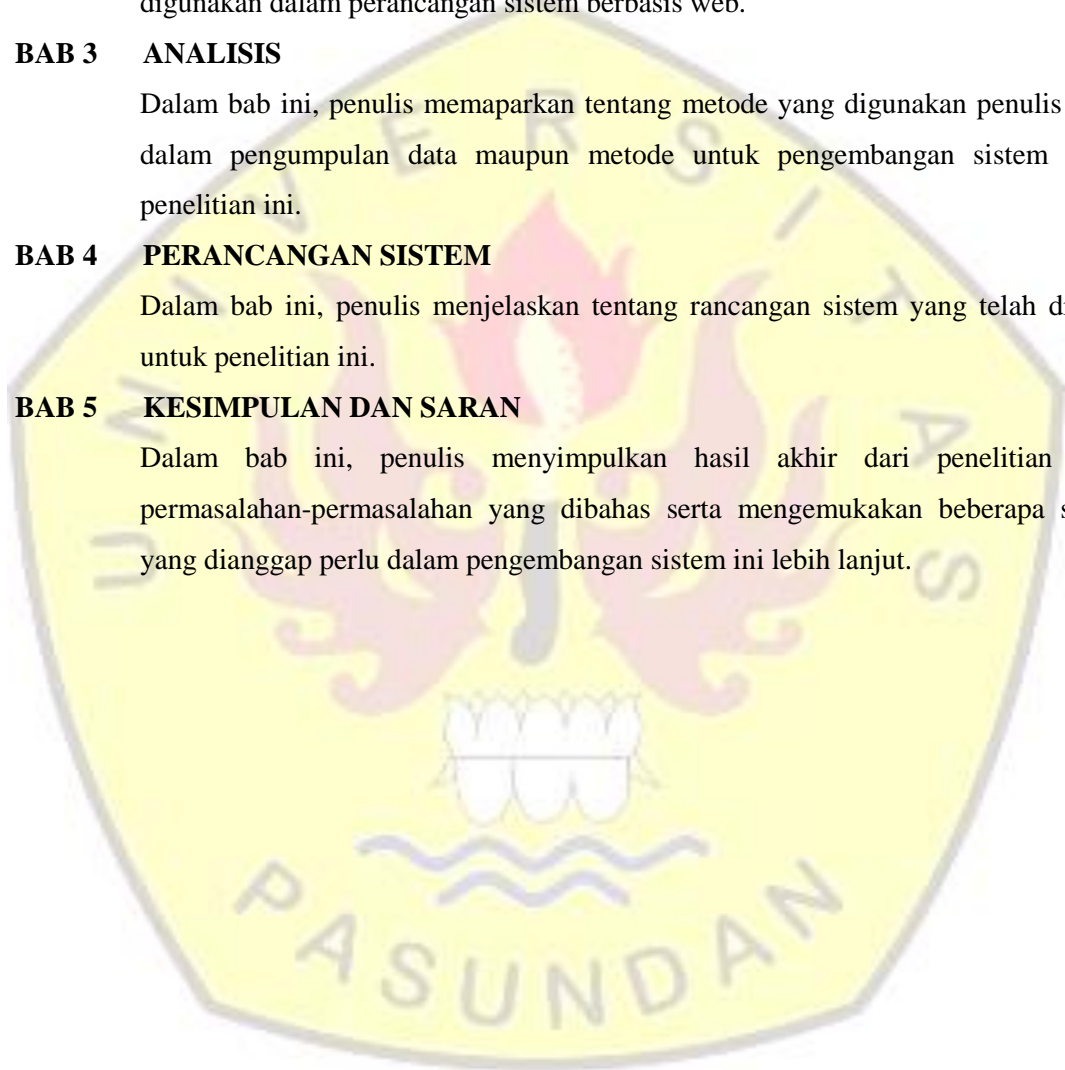 digunakan dalam perancangan sistem berbasis web.
BAB 3 ANALISIS
Dalam bab ini, penulis memaparkan tentang metode yang digunakan penulis
dalam pengumpulan data maupun metode untuk pengembangan sistem
penelitian ini.
BAB 4 PERANCANGAN SISTEM
Dalam bab ini, penulis menjelaskan tentang rancangan sistem yang telah
untuk penelitian ini.
BAB 5 KESIMPULAN DAN SARAN
Dalam bab ini, penulis menyimpulkan hasil akhir dari penelitian
permasalahan-permasalahan yang dibahas serta mengemukakan beberapa
yang dianggap perlu dalam pengembangan sistem ini lebih lanjut.
UNIVERSITAS
PASUNDAN